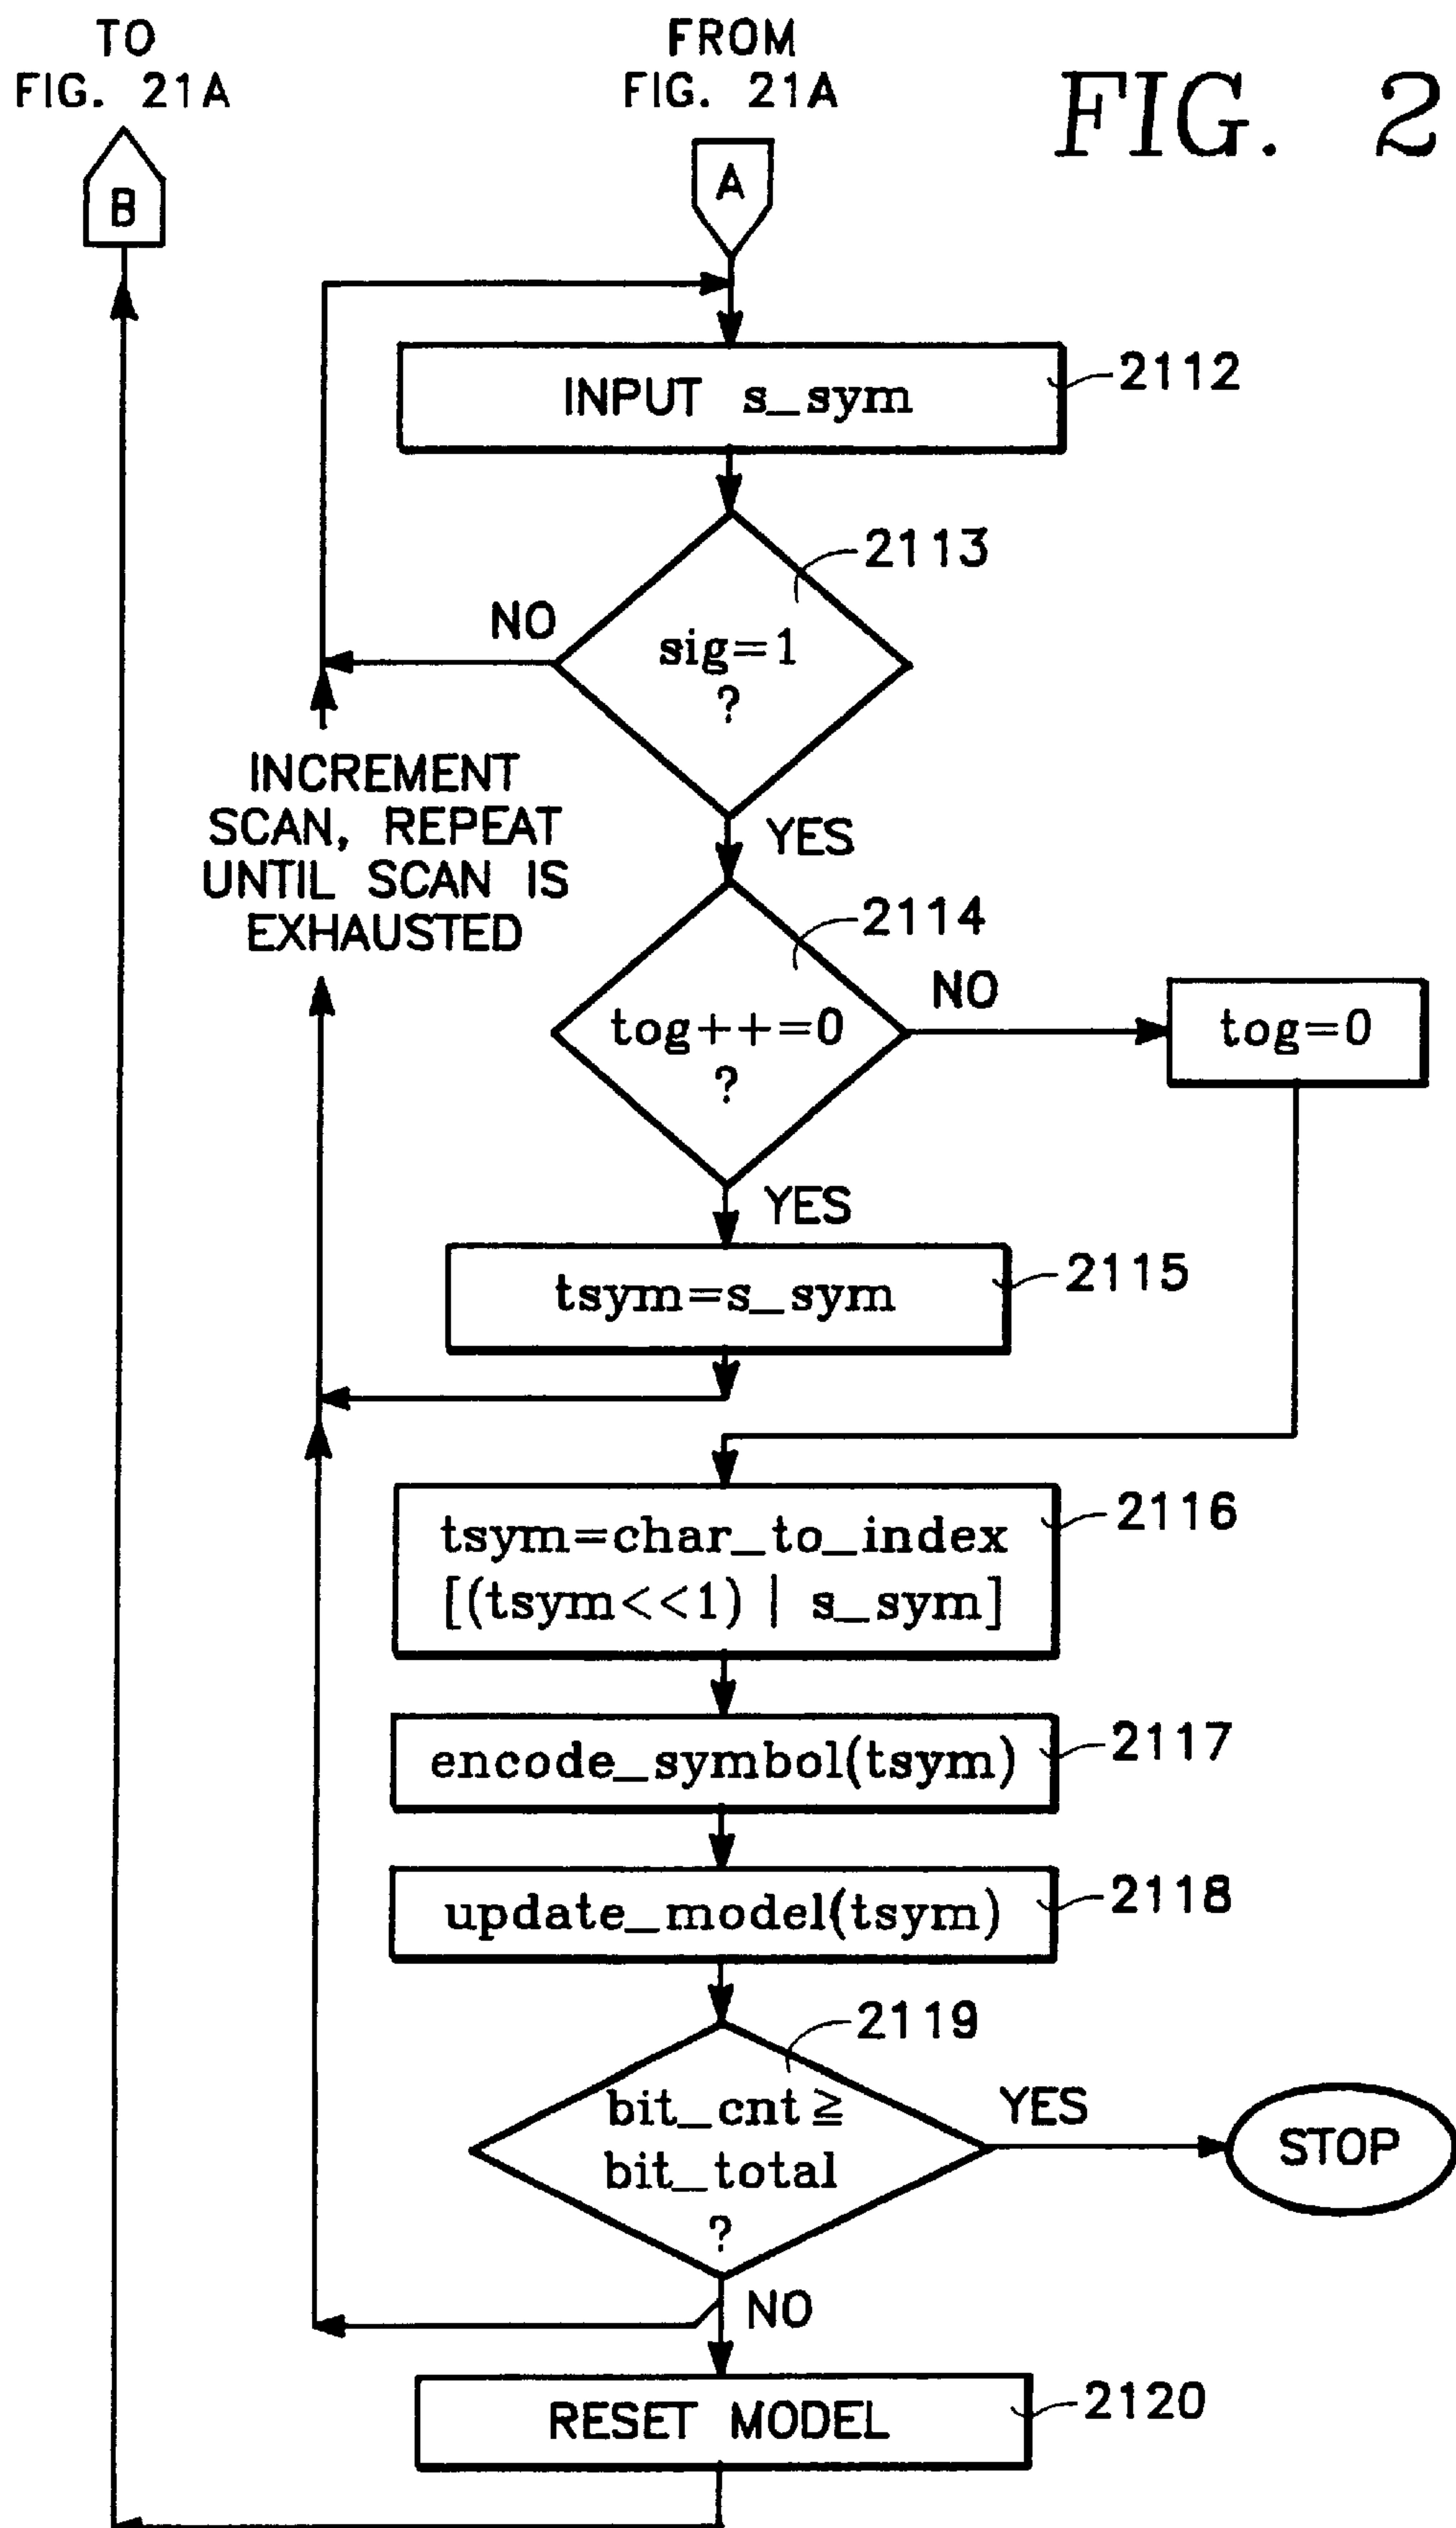 TO
FIG. 21A
FROM
FIG. 21A
FIG. 2
B
A
INPUT s_sym
2112
2113
sig=1
?
NO
YES
INCREMENT
SCAN, REPEAT
UNTIL SCAN IS
EXHAUSTED
2114
tog++=0
?
NO
tog=0
YES
tsym=s_sym
2115
tsym=char_to_index
[(tsym<<1) | s_sym]
2116
encode_symbol(tsym)
2117
update_model(tsym)
2118
2119
bit_cnt ≧
bit_total
?
YES
STOP
NO
RESET MODEL
2120